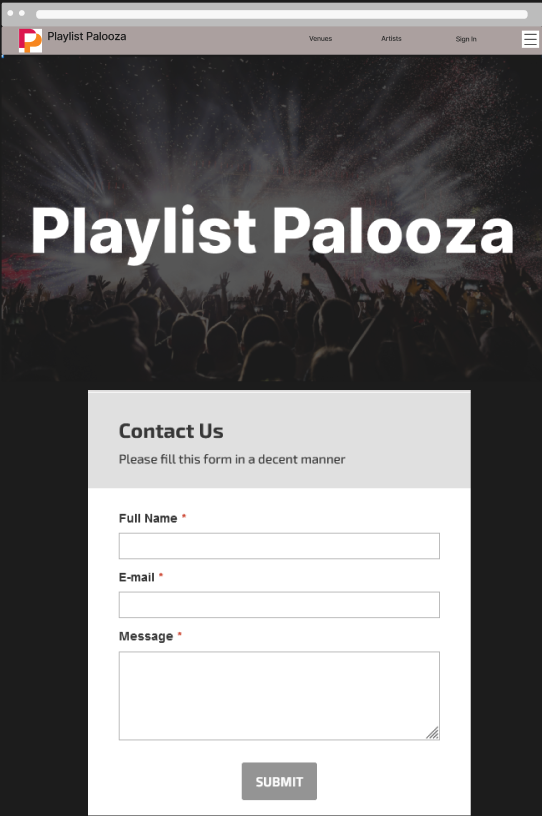 Playlist Palooza
Venues Artists Sign In
Playlist Palooza
Contact Us
Please fill this form in a decent manner
Full Name *
E-mail *
Message *
SUBMIT